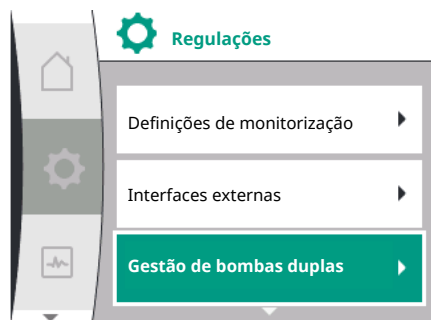 Regulações
Definições de monitorização
Interfaces externas
Gestão de bombas duplas